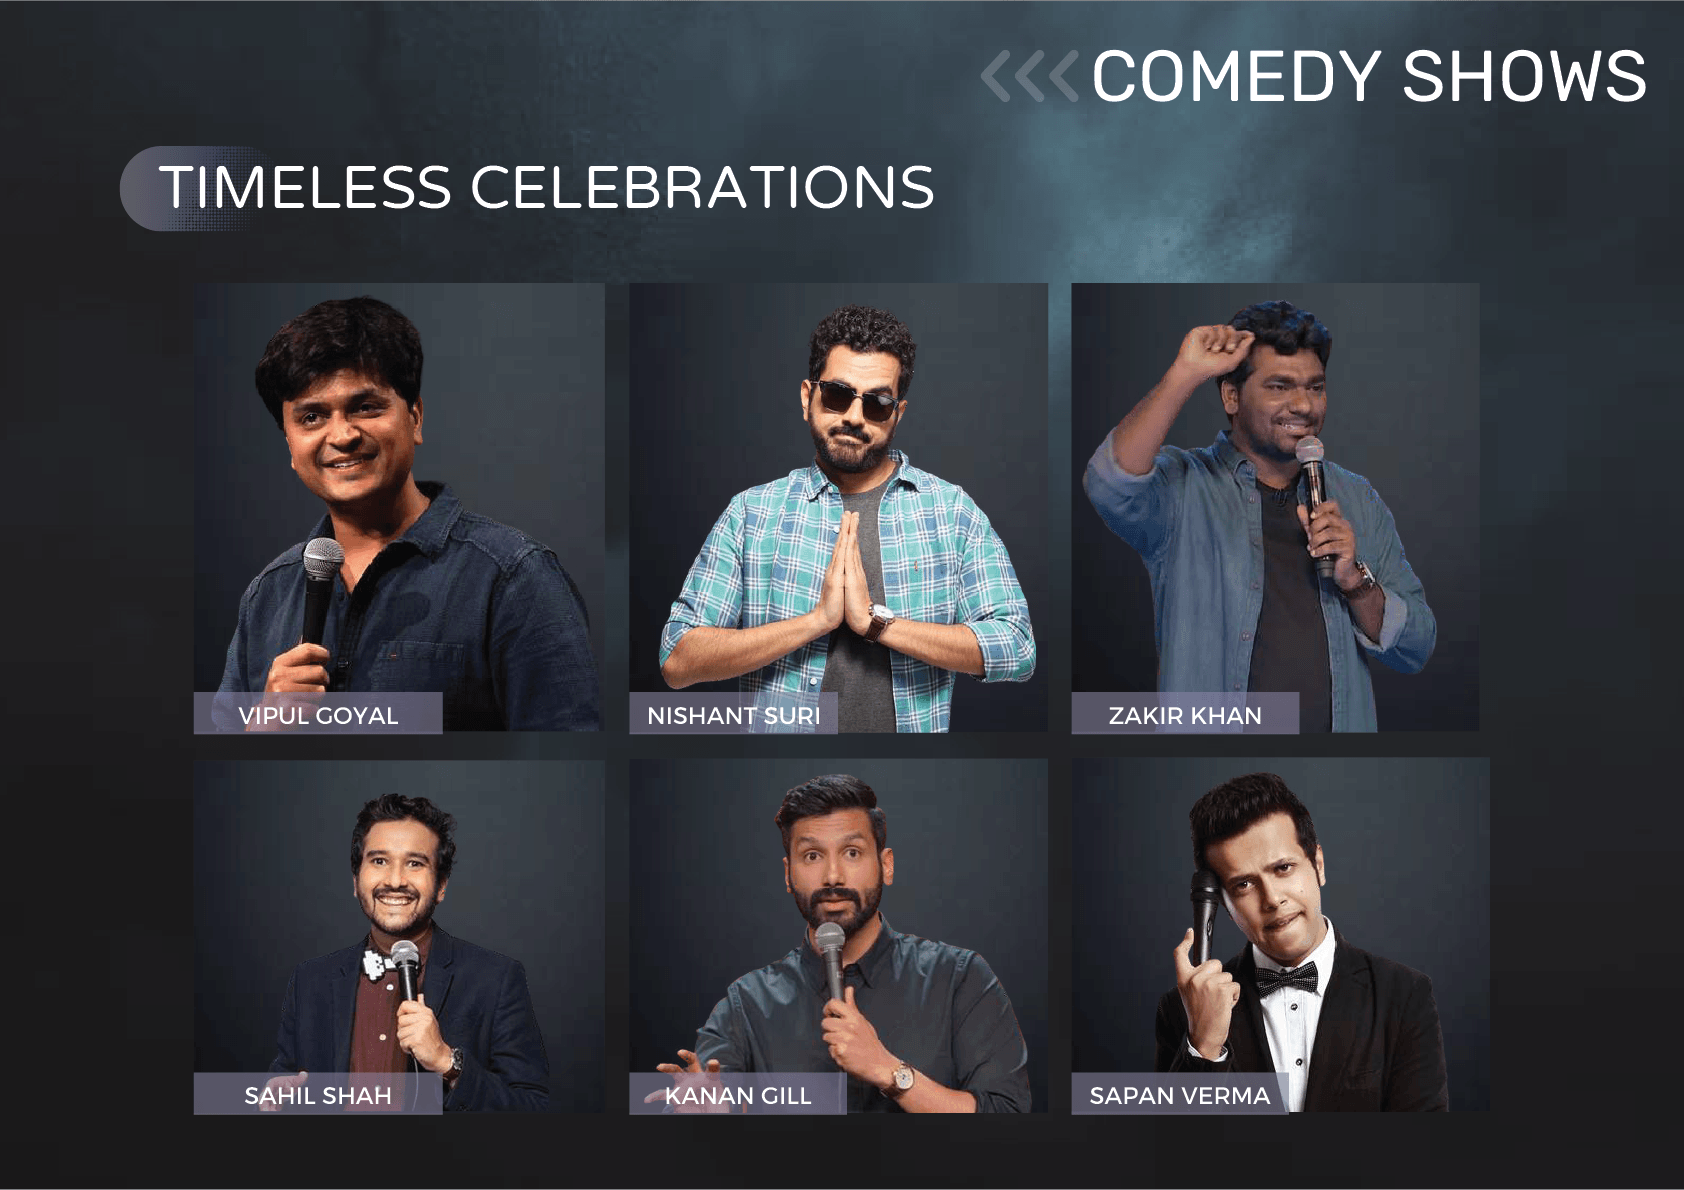 COMEDY SHOWS
TIMELESS CELEBRATIONS
VIPUL GOYAL
NISHANT SURI
ZAKIR KHAN
SAHIL SHAH
KANAN GILL
SAPAN VERMA